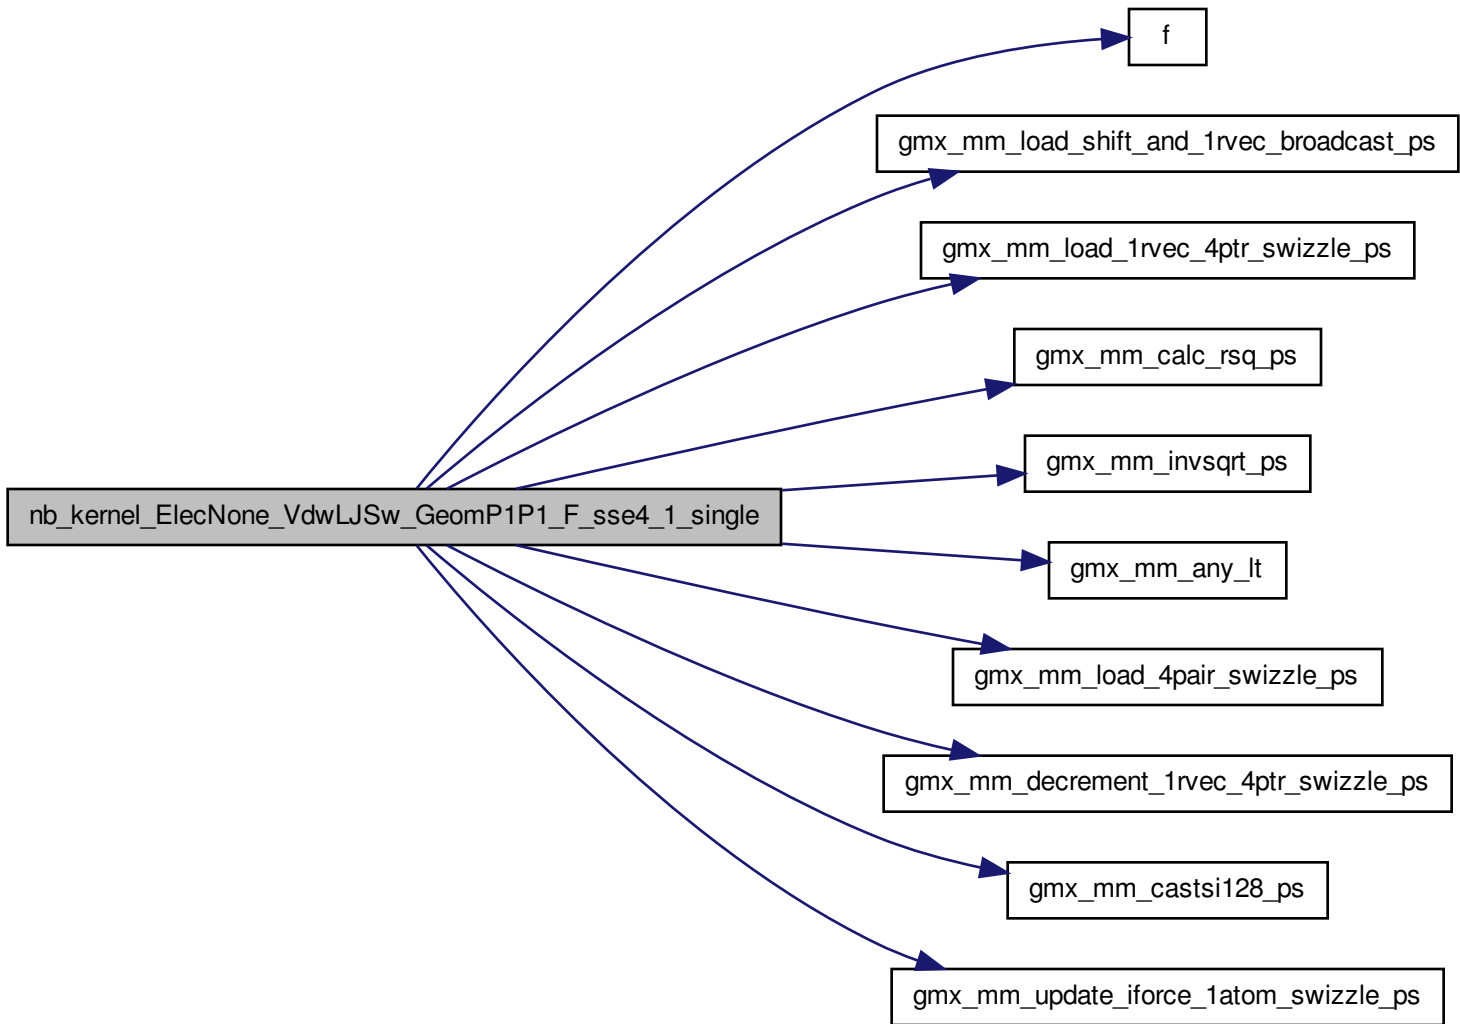 f
gmx_mm_load_shift_and_1rvec_broadcast_ps
gmx_mm_load_1rvec_4ptr_swizzle_ps
gmx_mm_calc_rsq_ps
gmx_mm_invsqrt_ps
nb_kernel_ElecNone_VdwLJSw_GeomP1P1_F_sse4_1_single
gmx_mm_any_lt
gmx_mm_load_4pair_swizzle_ps
gmx_mm_decrement_1rvec_4ptr_swizzle_ps
gmx_mm_castsi128_ps
gmx_mm_update_iforce_1atom_swizzle_ps